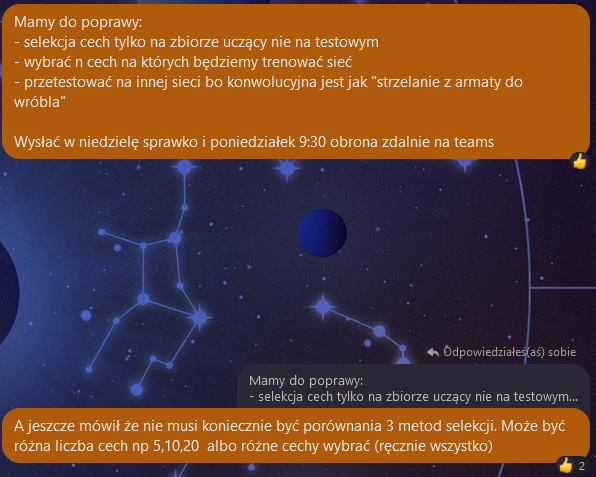 Mamy do poprawy:
- selekcja cech tylko na zbiorze uczący nie na testowym
- wybrać n cech na których będziemy trenować sieć
- przetestować na innej sieci bo konwolucyjna jest jak "strzelanie z armaty do
wróbla"
Wysłać w niedzielę sprawko i poniedziałek 9:30 obrona zdalnie na teams
Odpowiedziałeś(aś) sobie
Mamy do poprawy:
- selekcja cech tylko na zbiorze uczący nie na testowym...
A jeszcze mówił że nie musi koniecznie być porównania 3 metod selekcji. Może być
różna liczba cech np 5,10,20 albo różne cechy wybrać (ręcznie wszystko)
2